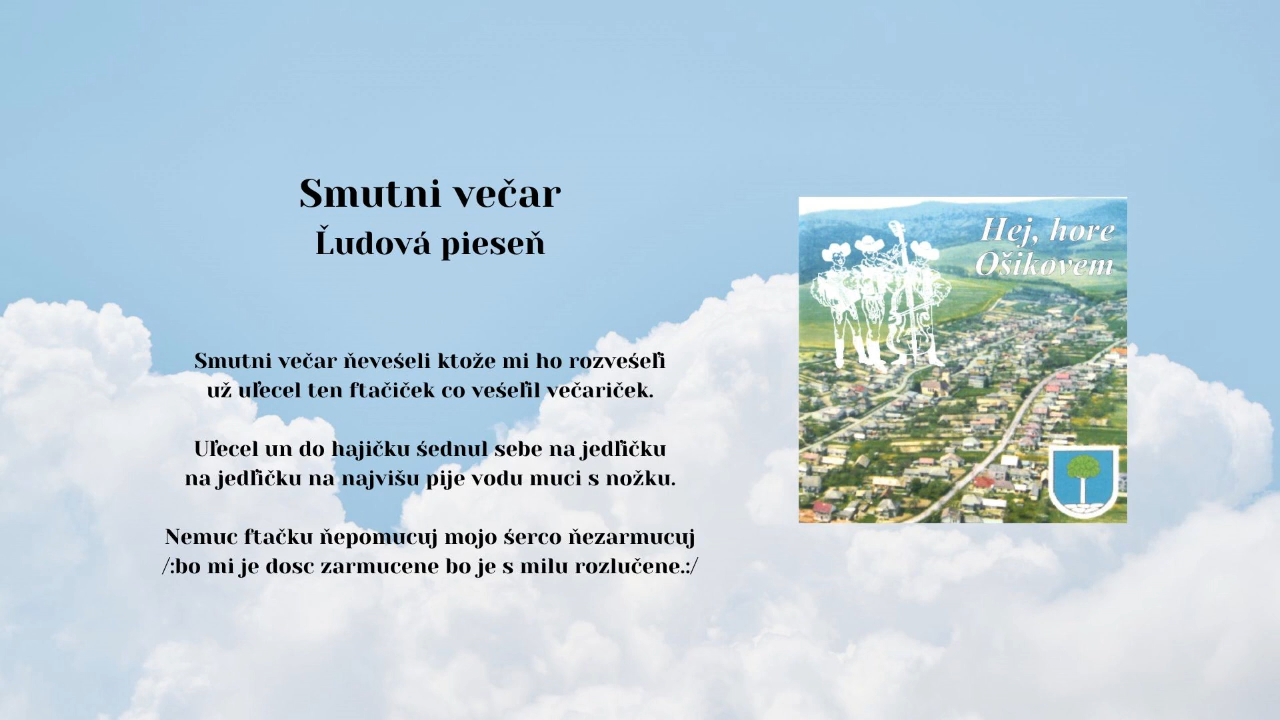 Smutni večar
Ľudová pieseň
Smutni večar ňeveśeli ktože mi ho rozveśeľi
už uľecel ten ftačiček co veśeľil večariček.
Uľecel un do hajičku śednul sebe na jedľičku
na jedľičku na najvišu pije vodu muci s nožku.
Nemuc ftačku ňepomucuj mojo śerco ňezarmucuj
/:bo mi je dosc zarmucene bo je s milu rozlučene.:/
Hej, hore
Ošikovem